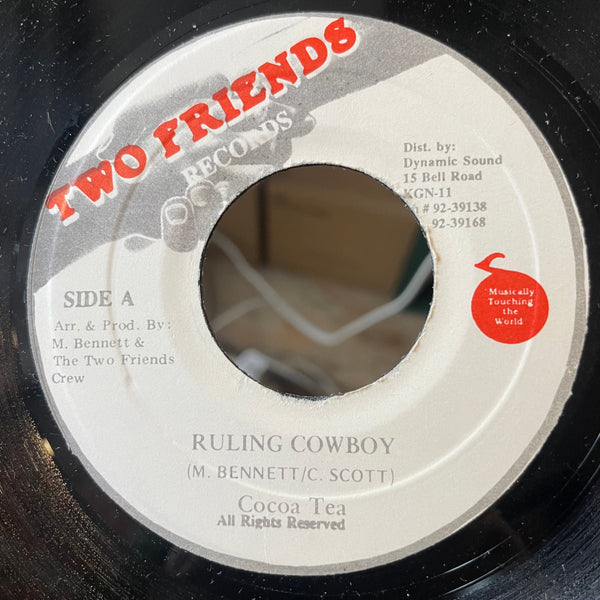 TWO FRIENDS
RECORDS
Dist. by:
Dynamic Sound
15 Bell Road
KGN-11
# 92-39138
92-39168
SIDE A
Arr. & Prod. By:
M. Bennett &
The Two Friends
Crew
Musically
Touching
the
World
RULING COWBOY
(M. BENNETT/C. SCOTT)
Cocoa Tea
All Rights Reserved